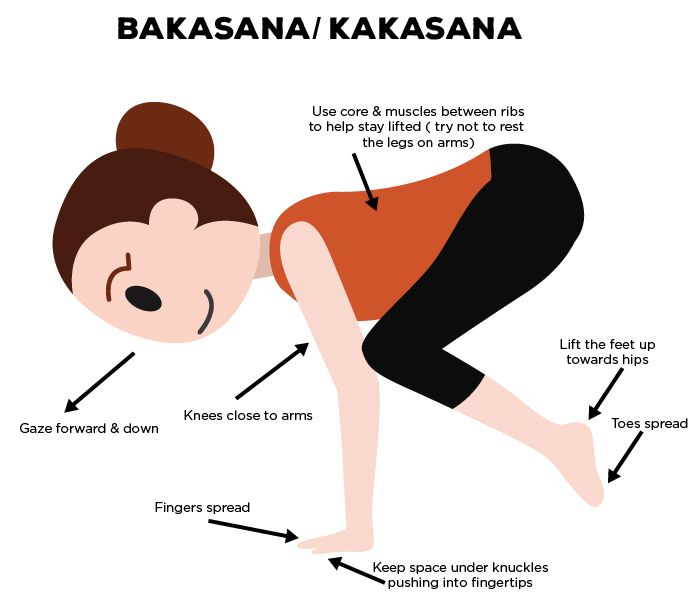 BAKASANA/ KAKASANA
Use core & muscles between ribs
to help stay lifted ( try not to rest
the legs on arms)
Lift the feet up
towards hips
Toes spread
Knees close to arms
Gaze forward & down
Fingers spread
Keep space under knuckles
pushing into fingertips